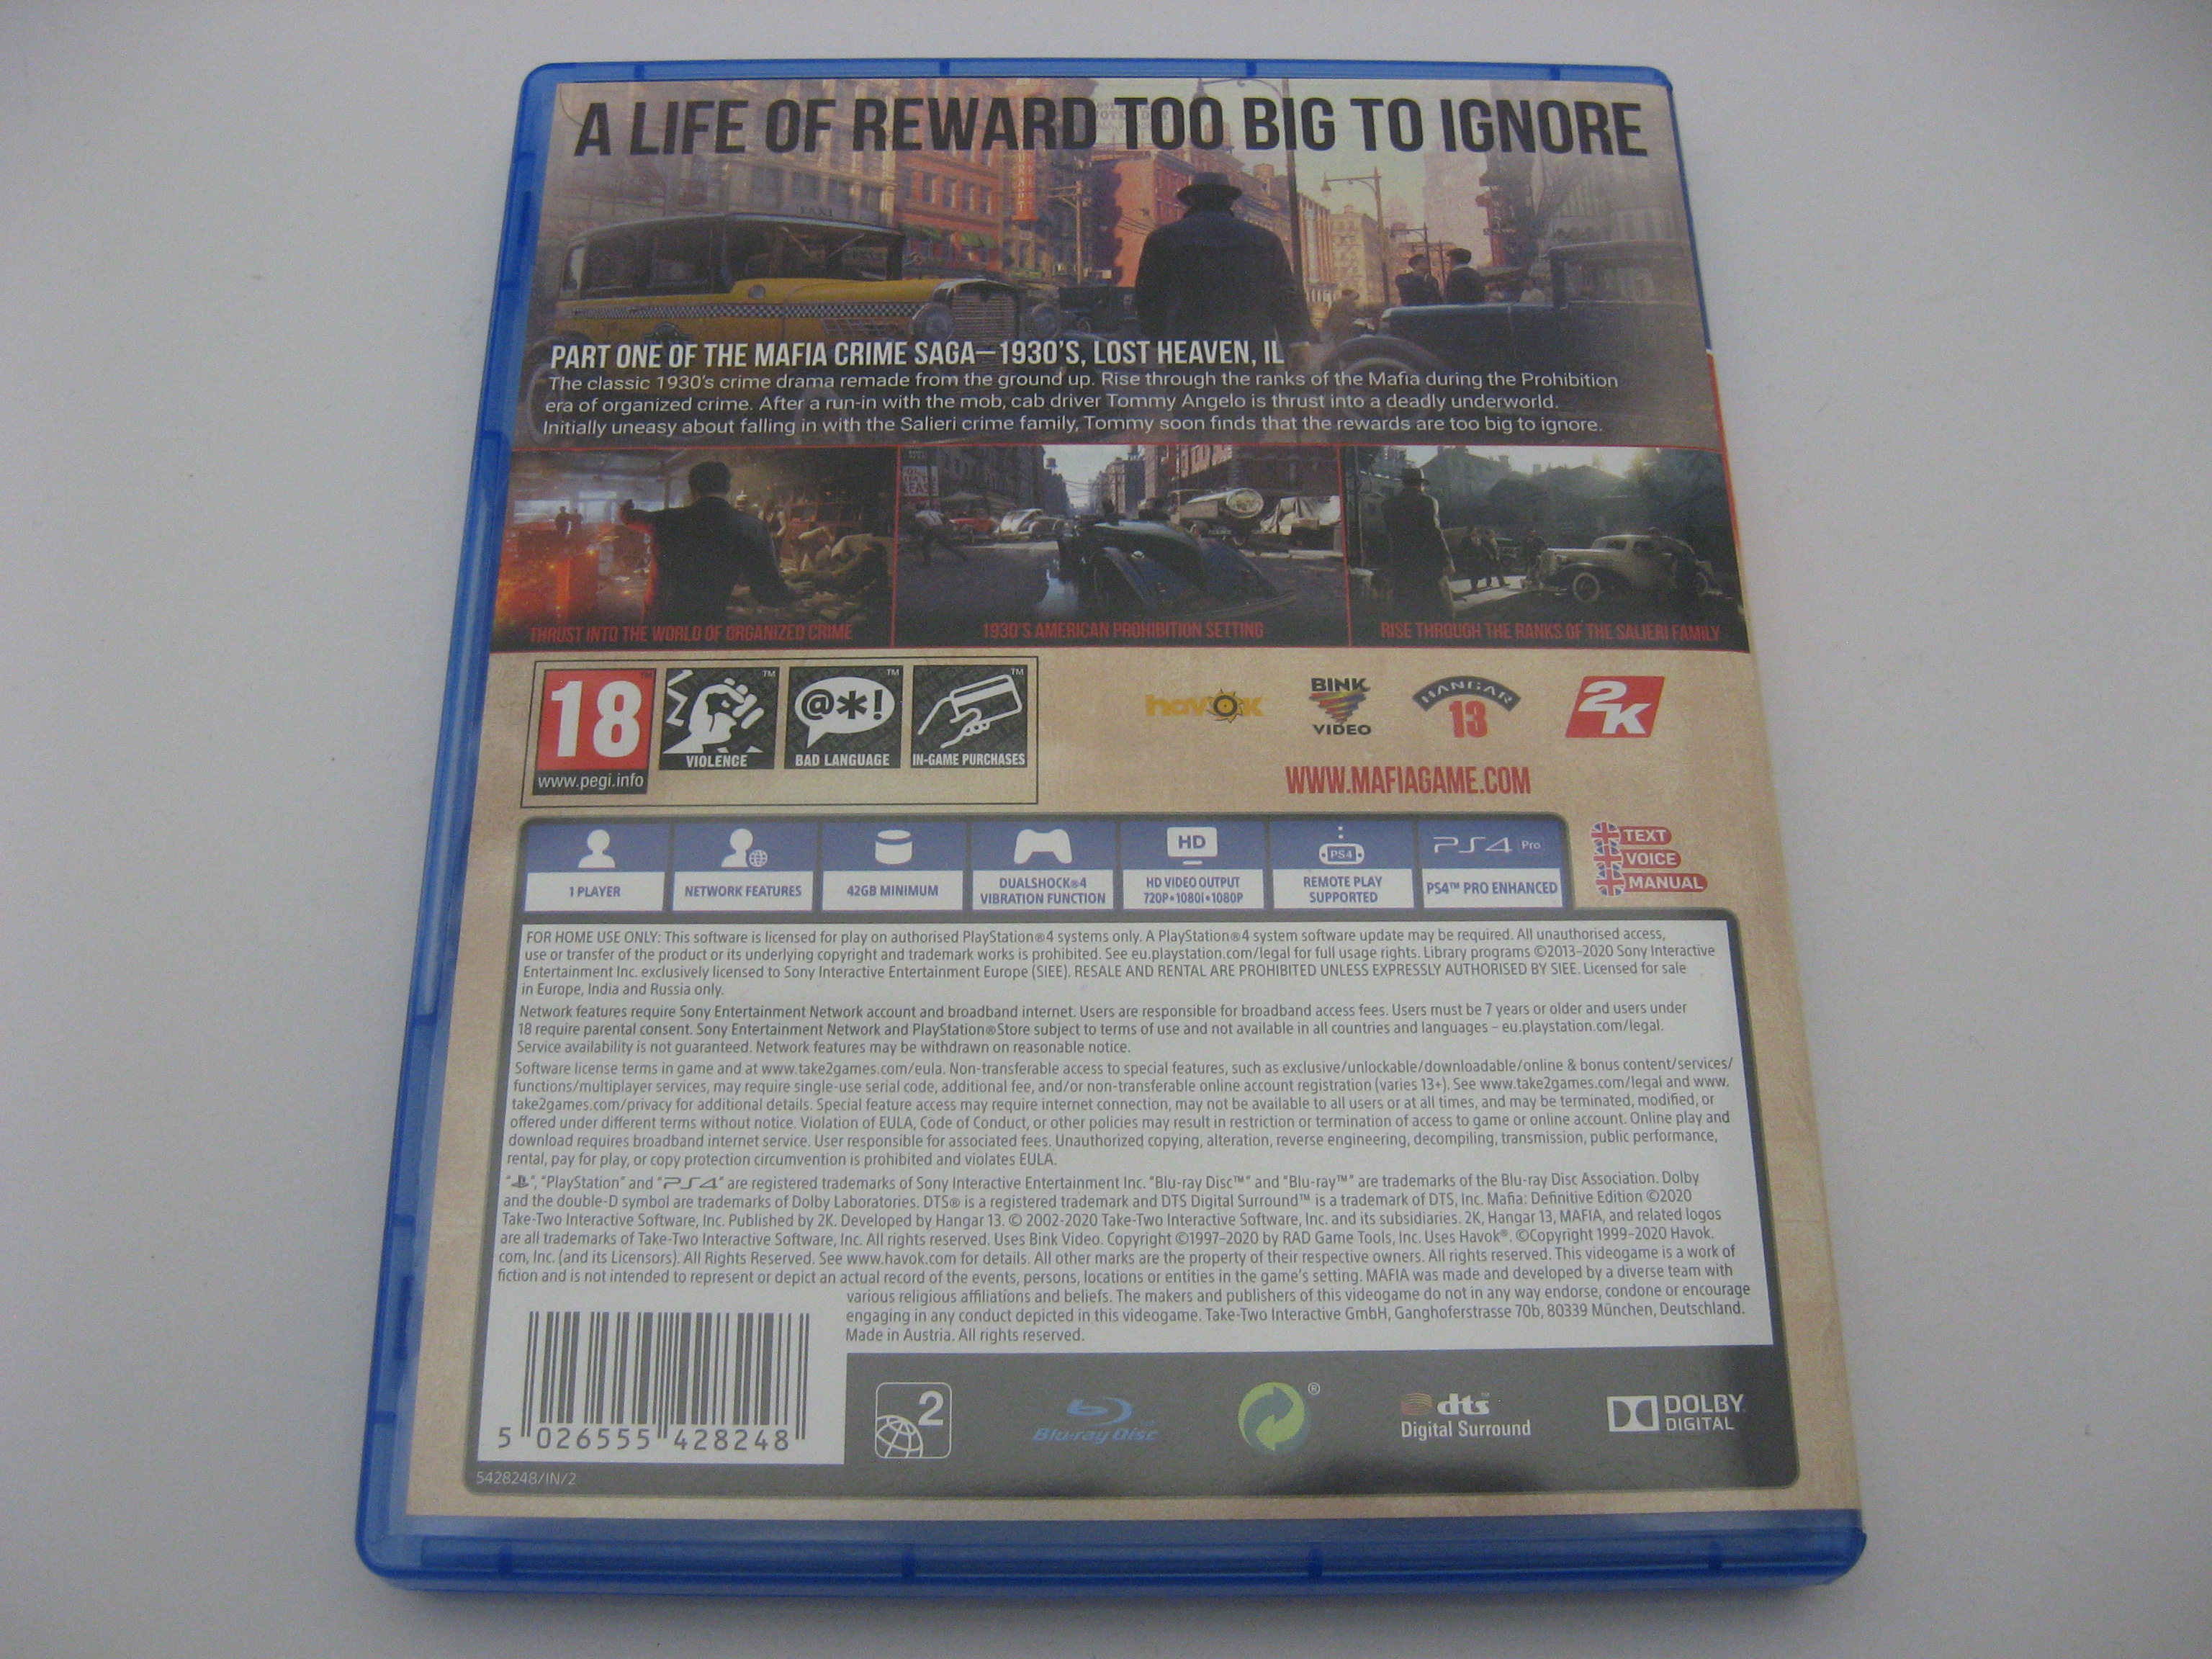 A LIFE OF REWARD TOO BIG TO IGNORE
TAXI
PART ONE OF THE MAFIA CRIME SAGA—1930'S, LOST HEAVEN, IL
The classic 1930's crime drama remade from the ground up. Rise through the ranks of the Mafia during the Prohibition
era of organized crime. After a run-in with the mob, cab driver Tommy Angelo is thrust into a deadly underworld.
Initially uneasy about falling in with the Salieri crime family, Tommy soon finds that the rewards are too big to ignore.
THRUST INTO THE WORLD OF ORGANIZED CRIME
1930'S AMERICAN PROHIBITION SETTING
RISE THROUGH THE RANKS OF THE SALIERI FAMILY
18
www.pegi.info
VIOLENCE
@*!
BAD LANGUAGE
IN-GAME PURCHASES
havok
BINK
VIDEO
HANGAR
13
2K
WWW.MAFIAGAME.COM
1 PLAYER
NETWORK FEATURES
42GB MINIMUM
DUALSHOCK®4
VIBRATION FUNCTION
HD
HD VIDEO OUTPUT
720P•1080I•1080P
PS4
REMOTE PLAY
SUPPORTED
PS4 Pro
PS4™ PRO ENHANCED
TEXT
VOICE
MANUAL
FOR HOME USE ONLY: This software is licensed for play on authorised PlayStation®4 systems only. A PlayStation®4 system software update may be required. All unauthorised access,
use or transfer of the product or its underlying copyright and trademark works is prohibited. See eu.playstation.com/legal for full usage rights. Library programs ©2013-2020 Sony Interactive
Entertainment Inc. exclusively licensed to Sony Interactive Entertainment Europe (SIEE). RESALE AND RENTAL ARE PROHIBITED UNLESS EXPRESSLY AUTHORISED BY SIEE. Licensed for sale
in Europe, India and Russia only.
Network features require Sony Entertainment Network account and broadband internet. Users are responsible for broadband access fees. Users must be 7 years or older and users under
18 require parental consent. Sony Entertainment Network and PlayStation®Store subject to terms of use and not available in all countries and languages – eu.playstation.com/legal.
Service availability is not guaranteed. Network features may be withdrawn on reasonable notice.
Software license terms in game and at www.take2games.com/eula. Non-transferable access to special features, such as exclusive/unlockable/downloadable/online & bonus content/services/
functions/multiplayer services, may require single-use serial code, additional fee, and/or non-transferable online account registration (varies 13+). See www.take2games.com/legal and www.
take2games.com/privacy for additional details. Special feature access may require internet connection, may not be available to all users or at all times, and may be terminated, modified, or
offered under different terms without notice. Violation of EULA, Code of Conduct, or other policies may result in restriction or termination of access to game or online account. Online play and
download requires broadband internet service. User responsible for associated fees. Unauthorized copying, alteration, reverse engineering, decompiling, transmission, public performance,
rental, pay for play, or copy protection circumvention is prohibited and violates EULA.
"", "PlayStation" and "PS4" are registered trademarks of Sony Interactive Entertainment Inc. "Blu-ray Disc™" and "Blu-ray™" are trademarks of the Blu-ray Disc Association. Dolby
and the double-D symbol are trademarks of Dolby Laboratories. DTS® is a registered trademark and DTS Digital Surround™ is a trademark of DTS, Inc. Mafia: Definitive Edition ©2020
Take-Two Interactive Software, Inc. Published by 2K. Developed by Hangar 13. © 2002-2020 Take-Two Interactive Software, Inc. and its subsidiaries. 2K, Hangar 13, MAFIA, and related logos
are all trademarks of Take-Two Interactive Software, Inc. All rights reserved. Uses Bink Video. Copyright ©1997-2020 by RAD Game Tools, Inc. Uses Havok®. ©Copyright 1999-2020 Havok.
com, Inc. (and its Licensors). All Rights Reserved. See www.havok.com for details. All other marks are the property of their respective owners. All rights reserved. This videogame is a work of
fiction and is not intended to represent or depict an actual record of the events, persons, locations or entities in the game's setting. MAFIA was made and developed by a diverse team with
various religious affiliations and beliefs. The makers and publishers of this videogame do not in any way endorse, condone or encourage
engaging in any conduct depicted in this videogame. Take-Two Interactive GmbH, Ganghoferstrasse 70b, 80339 München, Deutschland.
Made in Austria. All rights reserved.
5 026555 428248
2
Blu-ray Disc
dts
Digital Surround
DOLBY
DIGITAL
5428248/IN/2